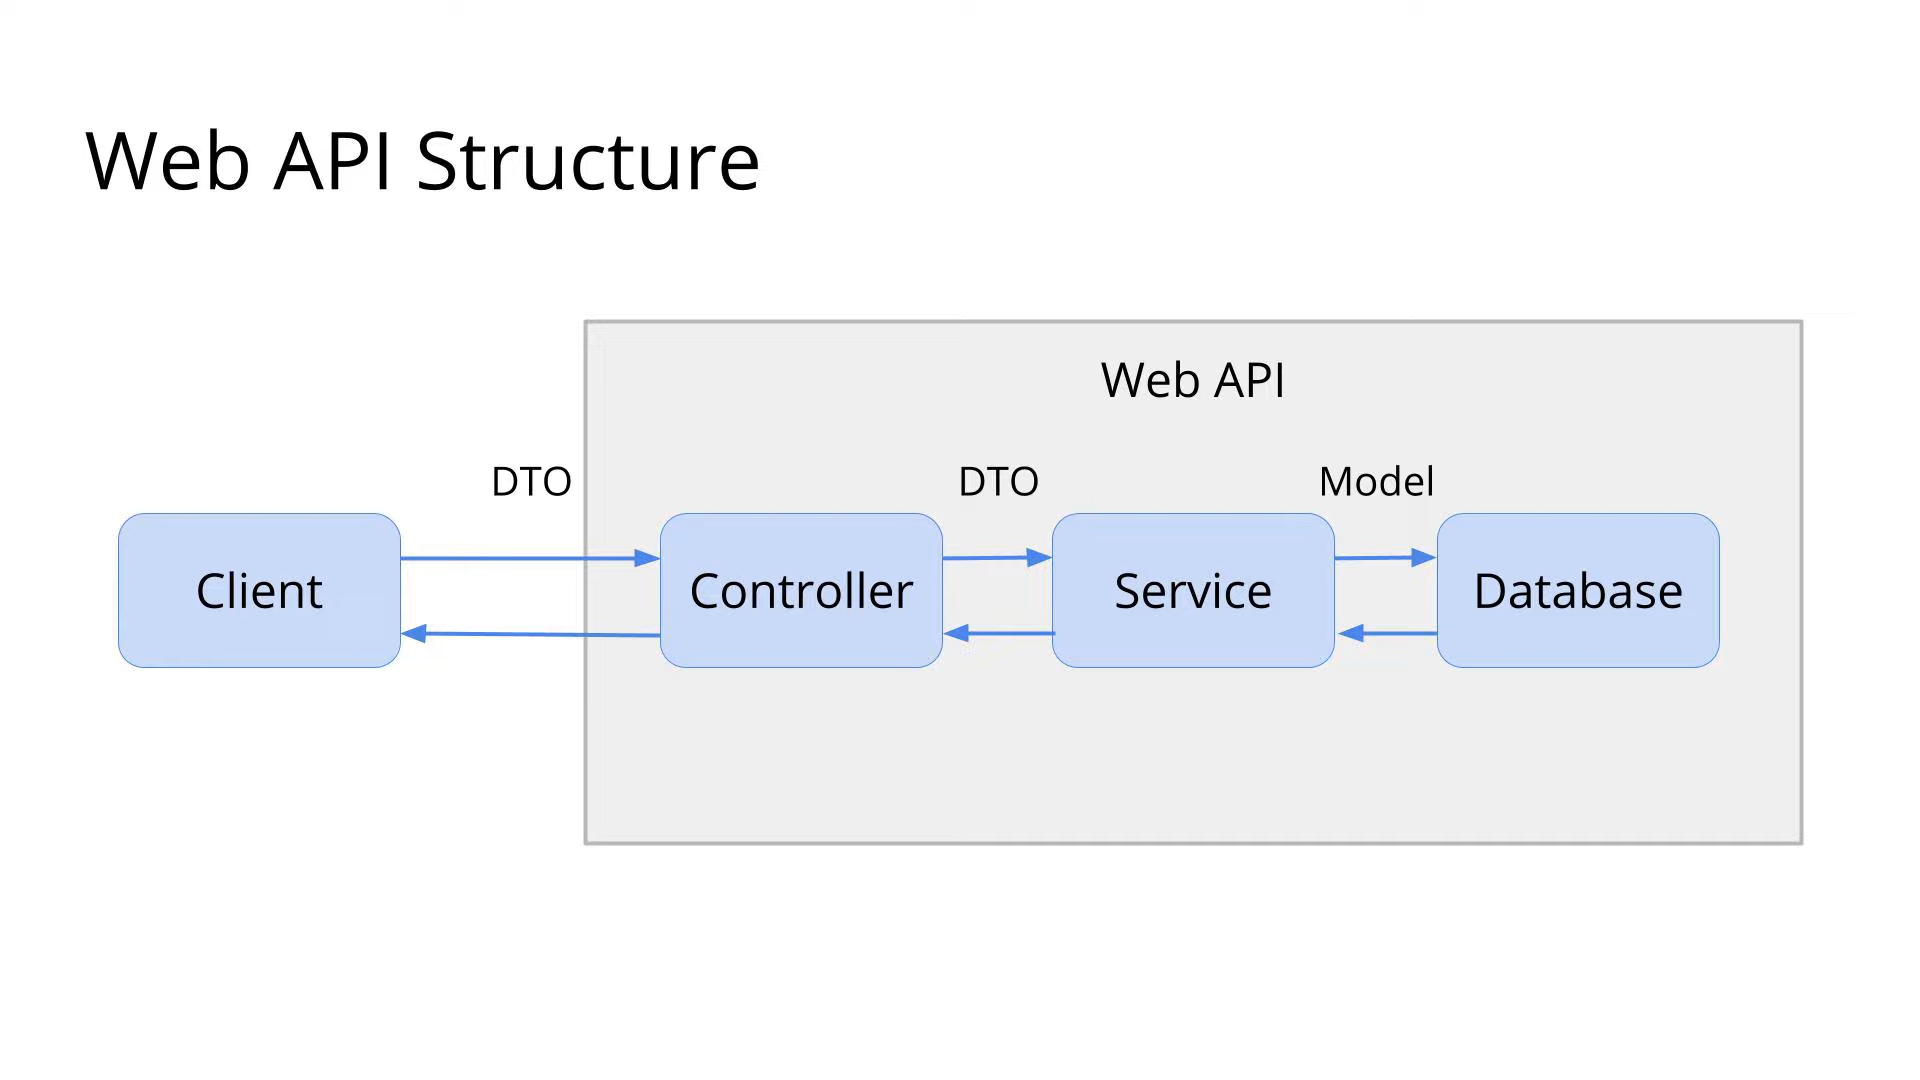 Web API Structure
Web API
DTO
DTO
Model
Client
Controller
Service
Database